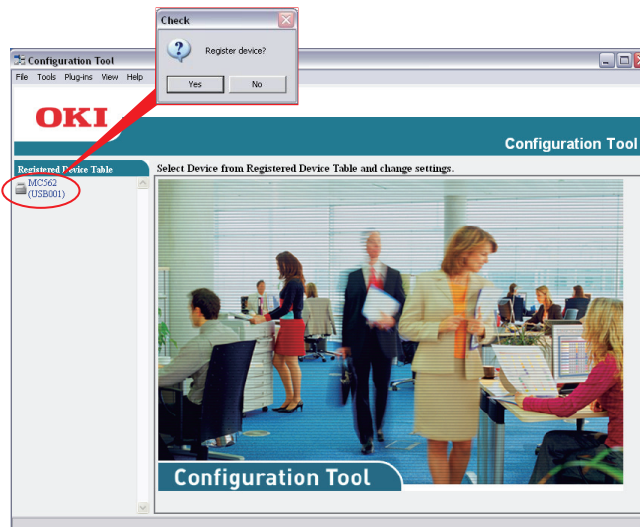 Check
Register device?
Yes No
Configuration Tool
File Tools Plug-ins View Help
OKI
Configuration Tool
Registered Device Table
Select Device from Registered Device Table and change settings.
MC562
(USB001)
Configuration Tool